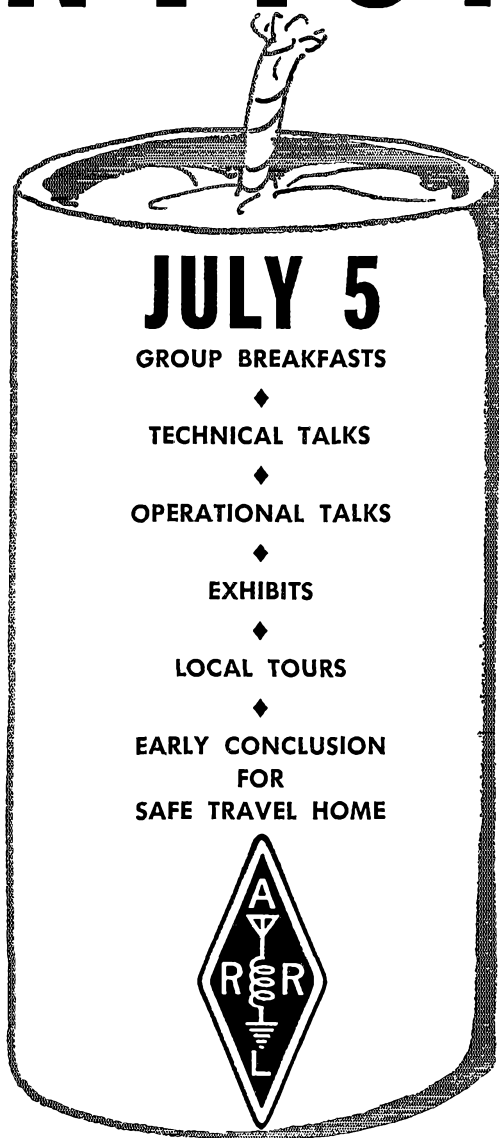 JULY 5
GROUP BREAKFASTS
TECHNICAL TALKS
OPERATIONAL TALKS
EXHIBITS
LOCAL TOURS
EARLY CONCLUSION
FOR
SAFE TRAVEL HOME
A
R R
L